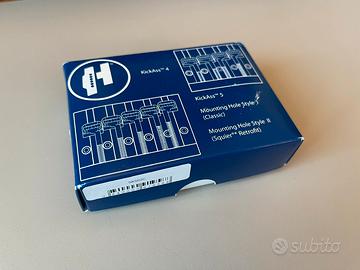 KickAss™ 4
KickAss™ 5
Mounting Hole Style I
(Classic)
Mounting Hole Style II
(Squier™ Retrofit)
subito